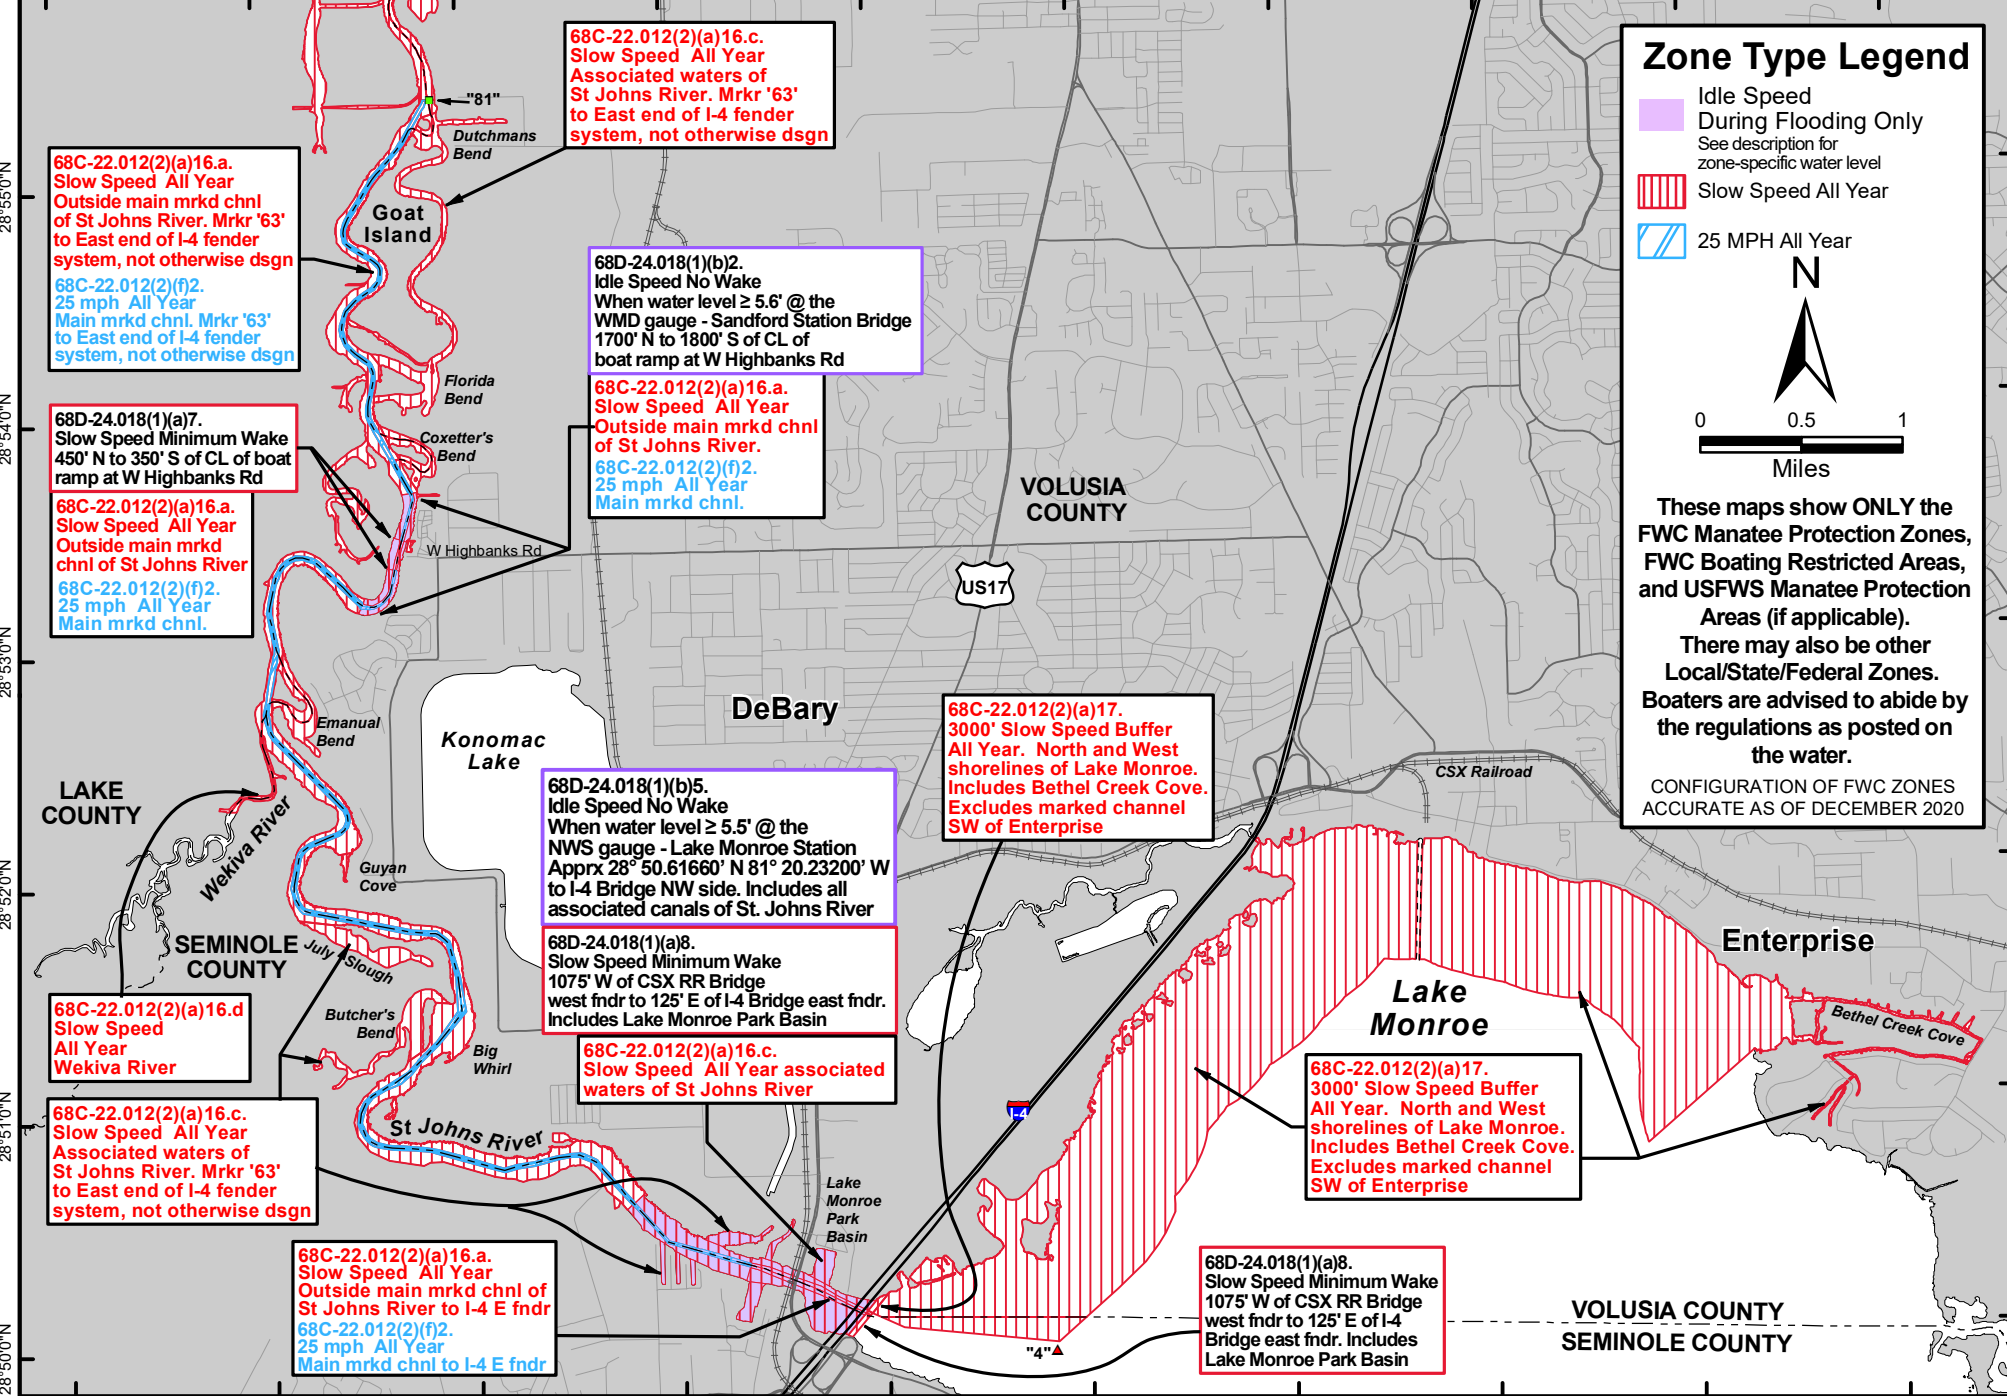 68C-22.012(2)(a)16.c.
Slow Speed All Year
Associated waters of
St Johns River. Mrkr '63'
to East end of I-4 fender
system, not otherwise dsgn
"81"
Dutchmans
Bend
68C-22.012(2)(a)16.a.
Slow Speed All Year
Outside main mrkd chnl
of St Johns River. Mrkr '63'
to East end of I-4 fender
system, not otherwise dsgn
68C-22.012(2)(f)2.
25 mph All Year
Main mrkd chnl. Mrkr '63'
to East end of I-4 fender
system, not otherwise dsgn
Goat
Island
68D-24.018(1)(b)2.
Idle Speed No Wake
When water level ≥ 5.6' @ the
WMD gauge - Sandford Station Bridge
1700' N to 1800' S of CL of
boat ramp at W Highbanks Rd
68C-22.012(2)(a)16.a.
Slow Speed All Year
Outside main mrkd chnl
of St Johns River.
68C-22.012(2)(f)2.
25 mph All Year
Main mrkd chnl.
Florida
Bend
Coxetter's
Bend
68D-24.018(1)(a)7.
Slow Speed Minimum Wake
450' N to 350' S of CL of boat
ramp at W Highbanks Rd
68C-22.012(2)(a)16.a.
Slow Speed All Year
Outside main mrkd
chnl of St Johns River
68C-22.012(2)(f)2.
25 mph All Year
Main mrkd chnl.
W Highbanks Rd
VOLUSIA
COUNTY
US17
Zone Type Legend
Idle Speed
During Flooding Only
See description for
zone-specific water level
Slow Speed All Year
25 MPH All Year
N
0 0.5 1
Miles
These maps show ONLY the
FWC Manatee Protection Zones,
FWC Boating Restricted Areas,
and USFWS Manatee Protection
Areas (if applicable).
There may also be other
Local/State/Federal Zones.
Boaters are advised to abide by
the regulations as posted on
the water.
CONFIGURATION OF FWC ZONES
ACCURATE AS OF DECEMBER 2020
28°55'0"N
28°54'0"N
28°53'0"N
28°52'0"N
28°51'0"N
28°50'0"N
Emanual
Bend
Konomac
Lake
DeBary
68C-22.012(2)(a)17.
3000' Slow Speed Buffer
All Year. North and West
shorelines of Lake Monroe.
Includes Bethel Creek Cove.
Excludes marked channel
SW of Enterprise
CSX Railroad
LAKE
COUNTY
Wekiva River
68D-24.018(1)(b)5.
Idle Speed No Wake
When water level ≥ 5.5' @ the
NWS gauge - Lake Monroe Station
Apprx 28° 50.61660' N 81° 20.23200' W
to I-4 Bridge NW side. Includes all
associated canals of St. Johns River
68D-24.018(1)(a)8.
Slow Speed Minimum Wake
1075' W of CSX RR Bridge
west fndr to 125' E of I-4 Bridge east fndr.
Includes Lake Monroe Park Basin
68C-22.012(2)(a)16.c.
Slow Speed All Year associated
waters of St Johns River
Guyan
Cove
SEMINOLE
COUNTY
July Slough
Butcher's
Bend
Big
Whirl
68C-22.012(2)(a)16.d
Slow Speed
All Year
Wekiva River
68C-22.012(2)(a)16.c.
Slow Speed All Year
Associated waters of
St Johns River. Mrkr '63'
to East end of I-4 fender
system, not otherwise dsgn
St Johns River
Enterprise
Lake
Monroe
Bethel Creek Cove
I-4
68C-22.012(2)(a)17.
3000' Slow Speed Buffer
All Year. North and West
shorelines of Lake Monroe.
Includes Bethel Creek Cove.
Excludes marked channel
SW of Enterprise
Lake
Monroe
Park
Basin
68C-22.012(2)(a)16.a.
Slow Speed All Year
Outside main mrkd chnl of
St Johns River to I-4 E fndr
68C-22.012(2)(f)2.
25 mph All Year
Main mrkd chnl to I-4 E fndr
68D-24.018(1)(a)8.
Slow Speed Minimum Wake
1075' W of CSX RR Bridge
west fndr to 125' E of I-4
Bridge east fndr. Includes
Lake Monroe Park Basin
"4"
VOLUSIA COUNTY
SEMINOLE COUNTY